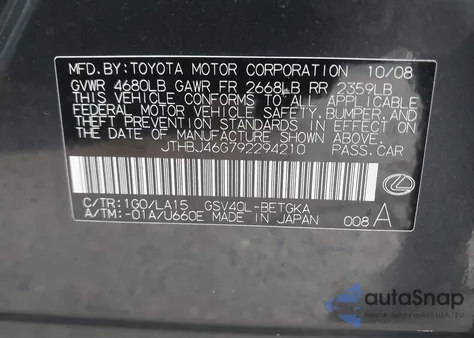 MFD.BY:TOYOTA MOTOR CORPORATION 10/08
GVWR 4680LB GAWR FR 2668LB RR 2359LB
THIS VEHICLE CONFORMS TO ALL APPLICABLE
FEDERAL MOTOR VEHICLE SAFETY, BUMPER, AND
THEFT PREVENTION STANDARDS IN EFFECT ON
THE DATE OF MANUFACTURE SHOWN ABOVE.
JTHBJ46G792294210 PASS.CAR
C/TR:1G0/LA15 GSV40L-BETGKA
A/TM:-01A/U660E MADE IN JAPAN 008 A
autoSnap